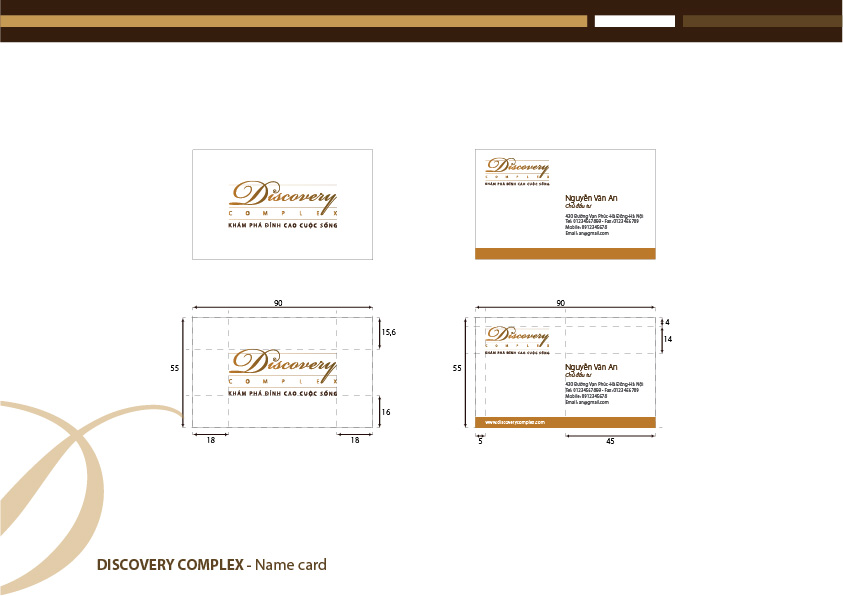 Discovery
COMPLEX
KHÁM PHÁ ĐỈNH CAO CUỘC SỐNG
Discovery
COMPLEX
KHÁM PHÁ ĐỈNH CAO CUỘC SỐNG
Nguyễn Văn An
Chủ đầu tư
430 Đường Vạn Phúc-Hà Đông-Hà Nội
Tel: 01234567899 - Fax: 0123456789
Mobile: 0912345678
Email: an@gmail.com
90
55
15,6
Discovery
COMPLEX
KHÁM PHÁ ĐỈNH CAO CUỘC SỐNG
16
18
18
90
4
14
55
Discovery
COMPLEX
KHÁM PHÁ ĐỈNH CAO CUỘC SỐNG
Nguyễn Văn An
Chủ đầu tư
430 Đường Vạn Phúc-Hà Đông-Hà Nội
Tel: 01234567899 - Fax: 0123456789
Mobile: 0912345678
Email: an@gmail.com
www.discoverycomplex.com
5
45
DISCOVERY COMPLEX - Name card